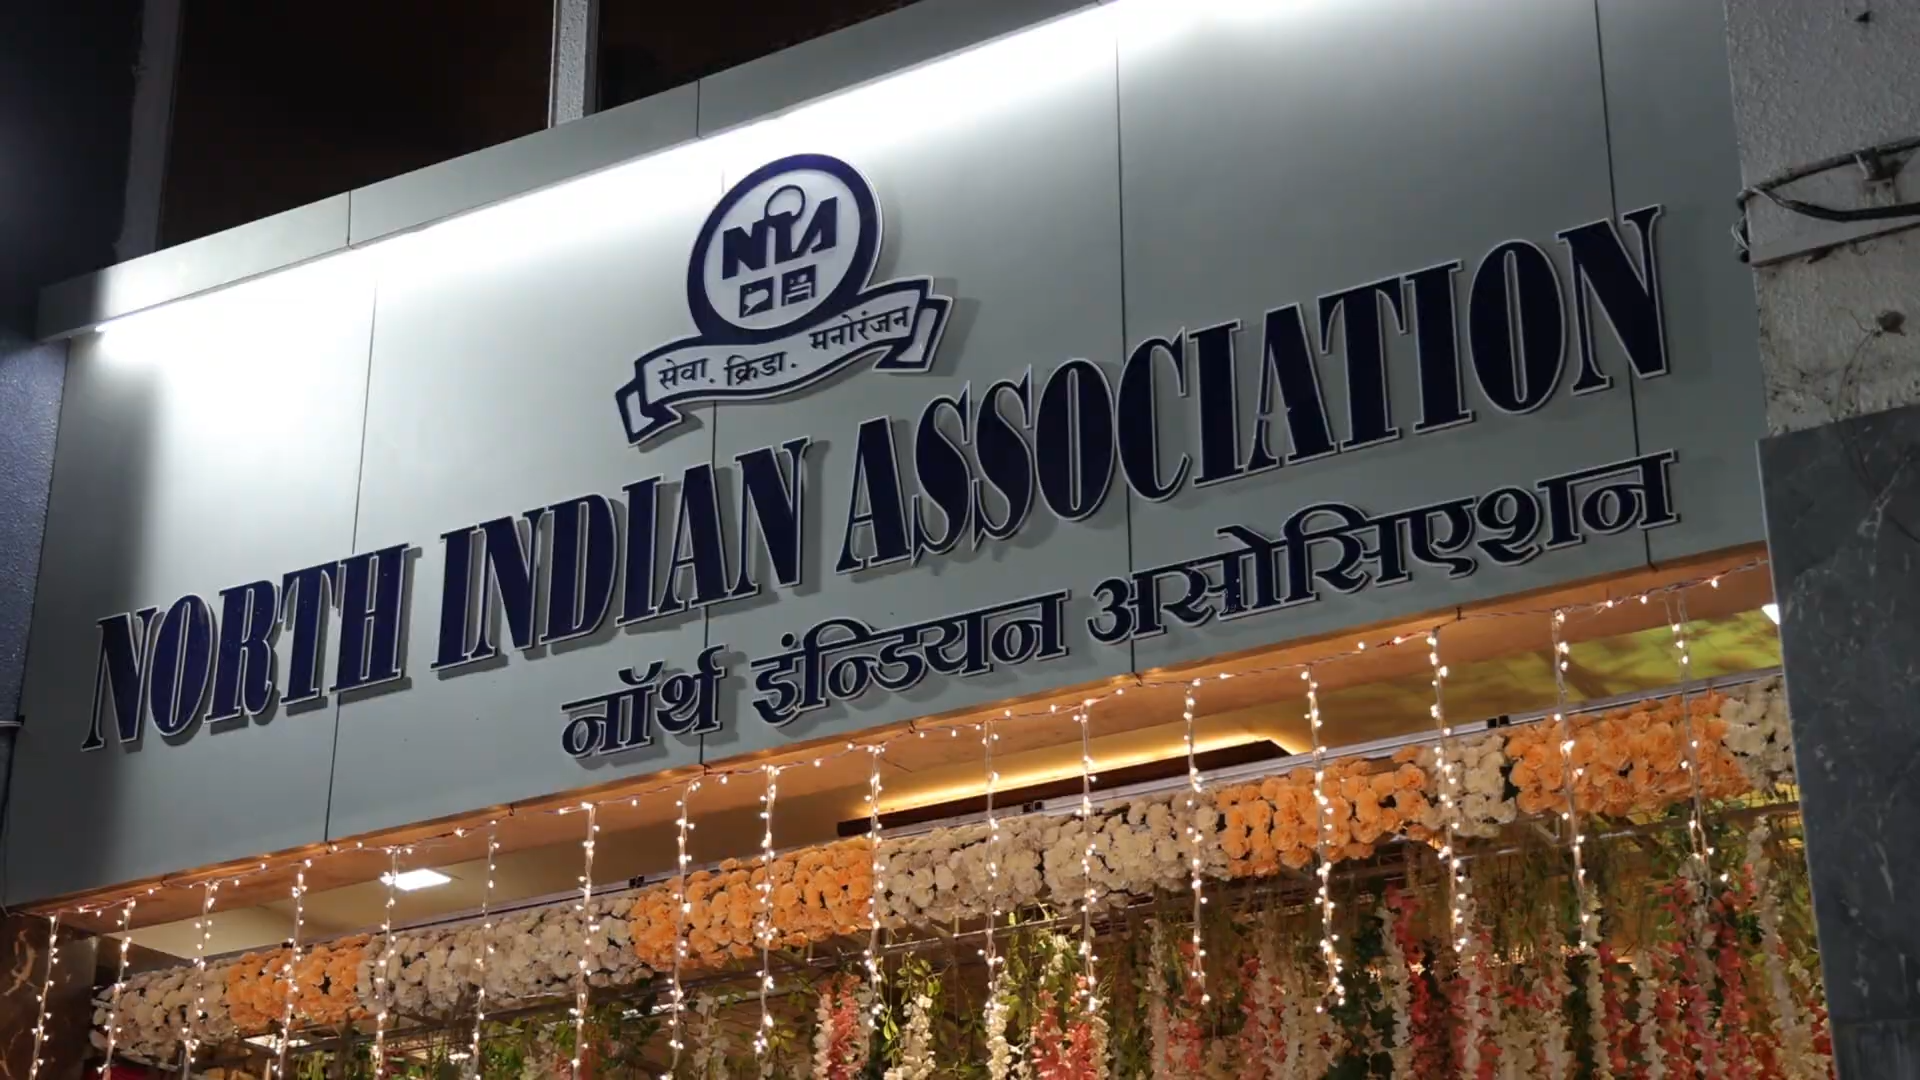 NIA
सेवा. क्रिडा. मनोरंजन
NORTH INDIAN ASSOCIATION
नॉर्थ इंन्डियन असोसिएशन